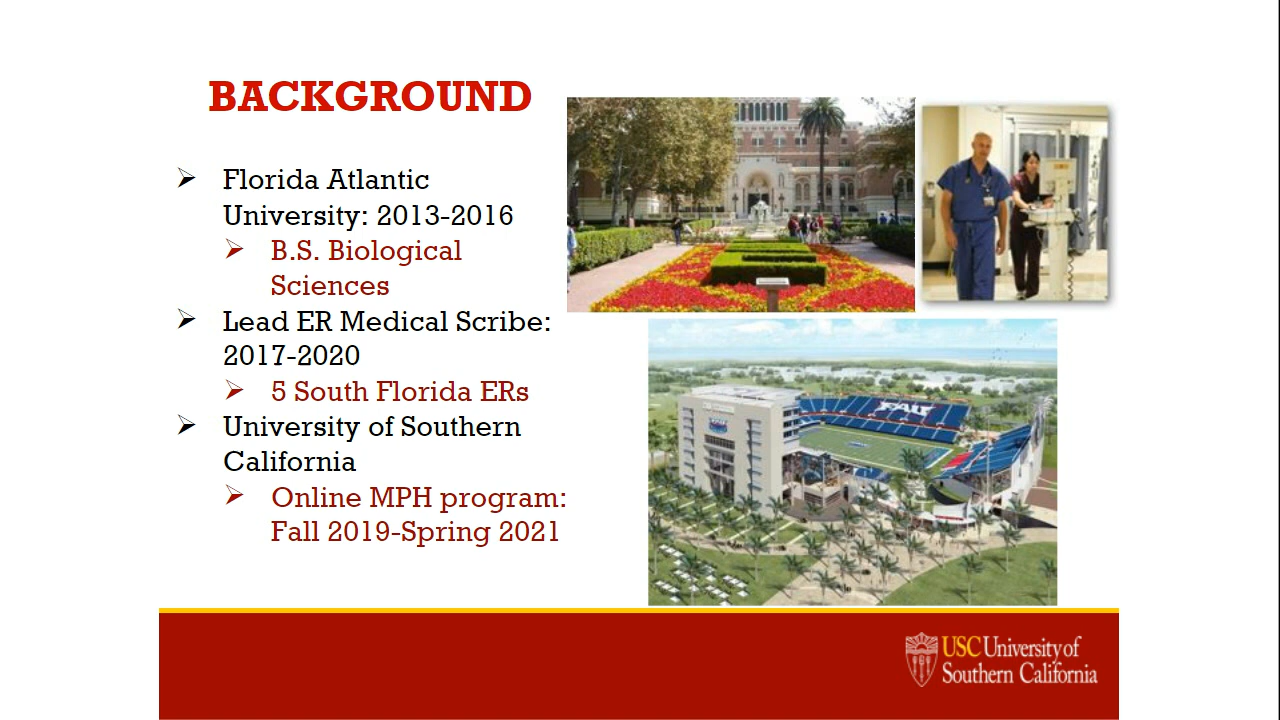 BACKGROUND
Florida Atlantic
University: 2013-2016
B.S. Biological
Sciences
Lead ER Medical Scribe:
2017-2020
5 South Florida ERs
University of Southern
California
Online MPH program:
Fall 2019-Spring 2021
FAU
USC University of
Southern California